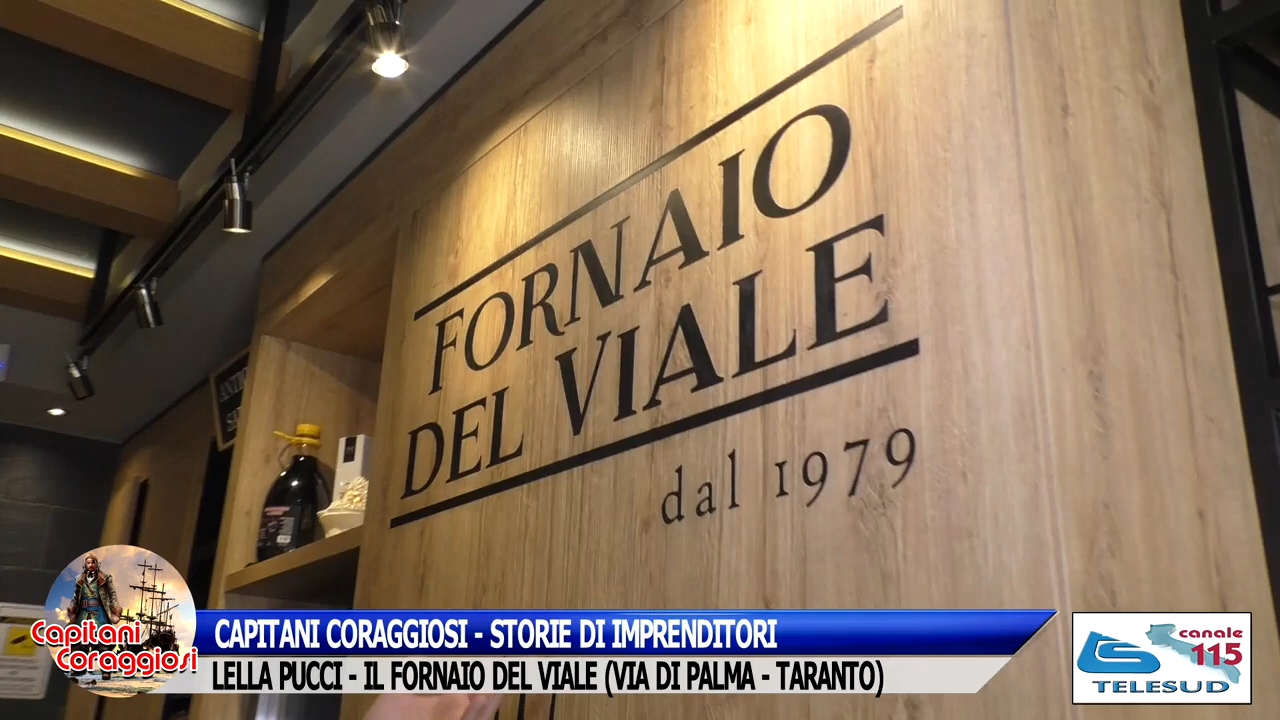 FORNAIO
DEL VIALE
dal 1979
Capitani
Coraggiosi
CAPITANI CORAGGIOSI - STORIE DI IMPRENDITORI
LELLA PUCCI - IL FORNAIO DEL VIALE (VIA DI PALMA - TARANTO)
canale
115
TELESUD